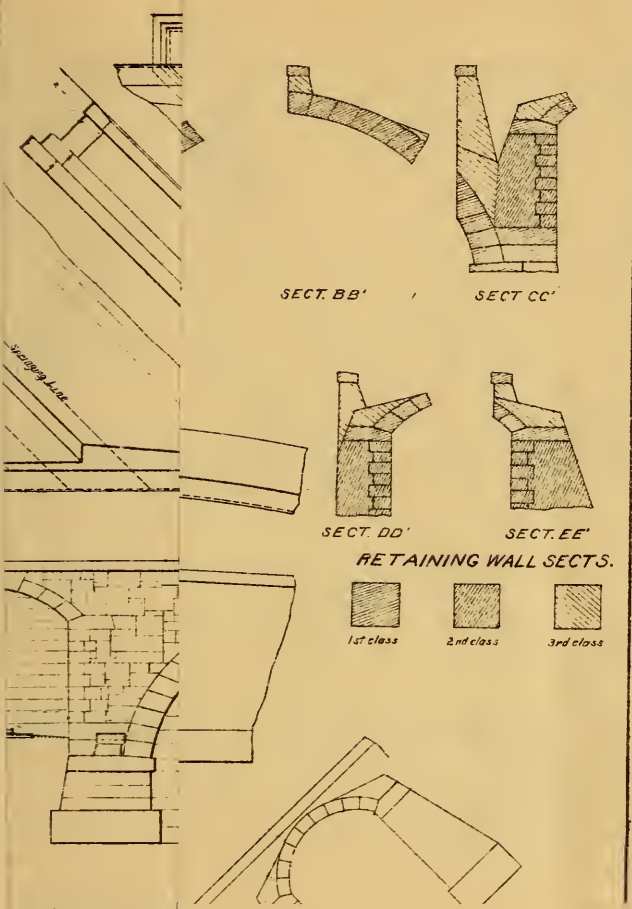 SECT. BB'
SECT CC'
Springing Line
SECT. DD'
SECT. EE'
RETAINING WALL SECTS.
1st class
2nd class
3rd class